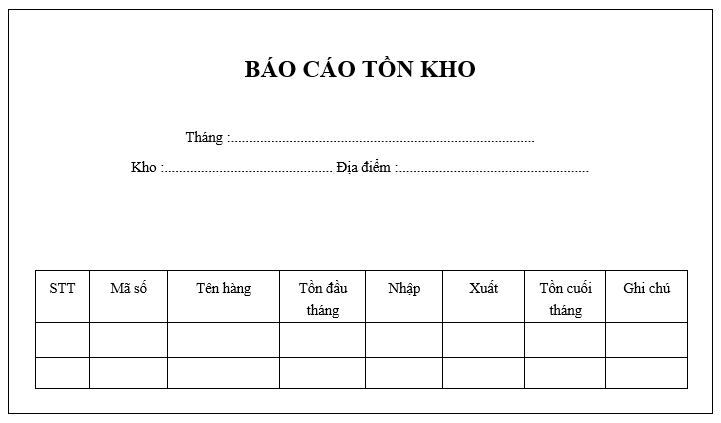 BÁO CÁO TỒN KHO
Tháng :...................................................................................
Kho :.............................................. Địa điểm :....................................................
STT Mã số Tên hàng Tồn đầu tháng Nhập Xuất Tồn cuối tháng Ghi chú